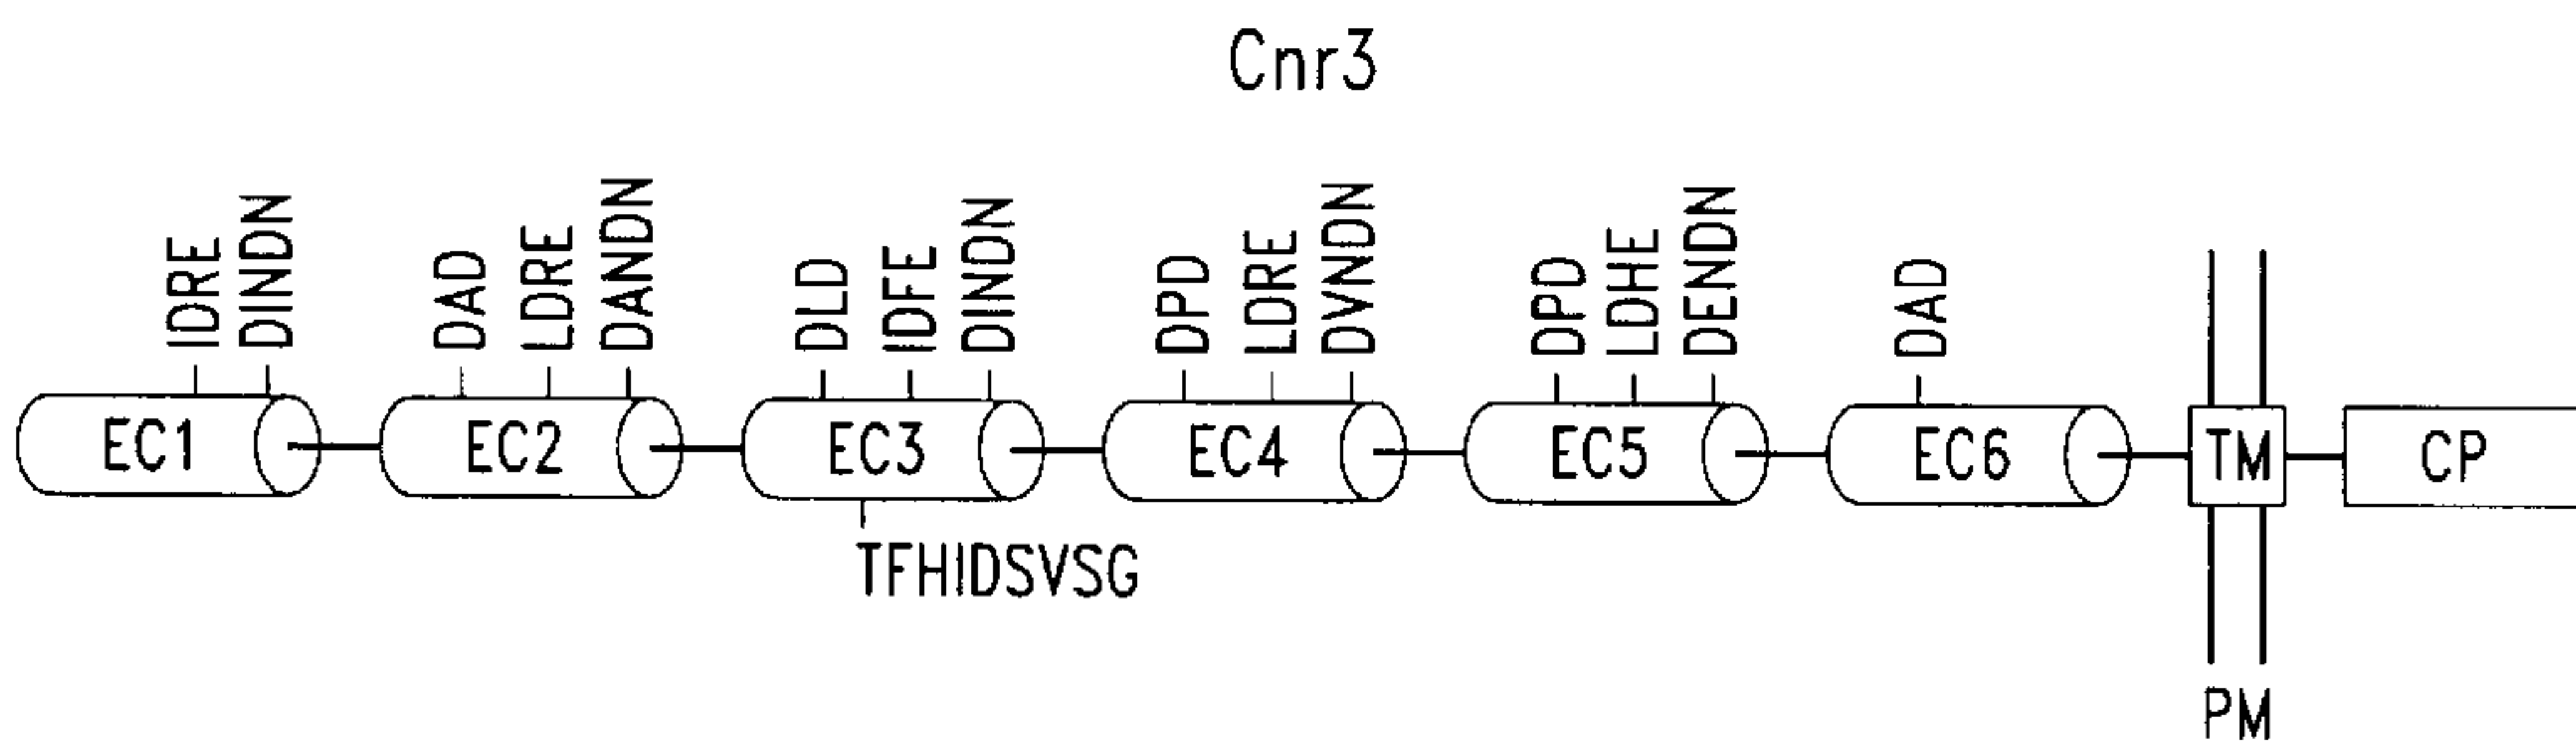 Cnr3
IDRE
DINDN
DAD
LDRE
DANDN
DLD
IDFE
DINDN
DPD
LDRE
DVNDN
DPD
LDHE
DENDN
DAD
EC1
EC2
EC3
EC4
EC5
EC6
TM
CP
TFHIDSVSG
PM